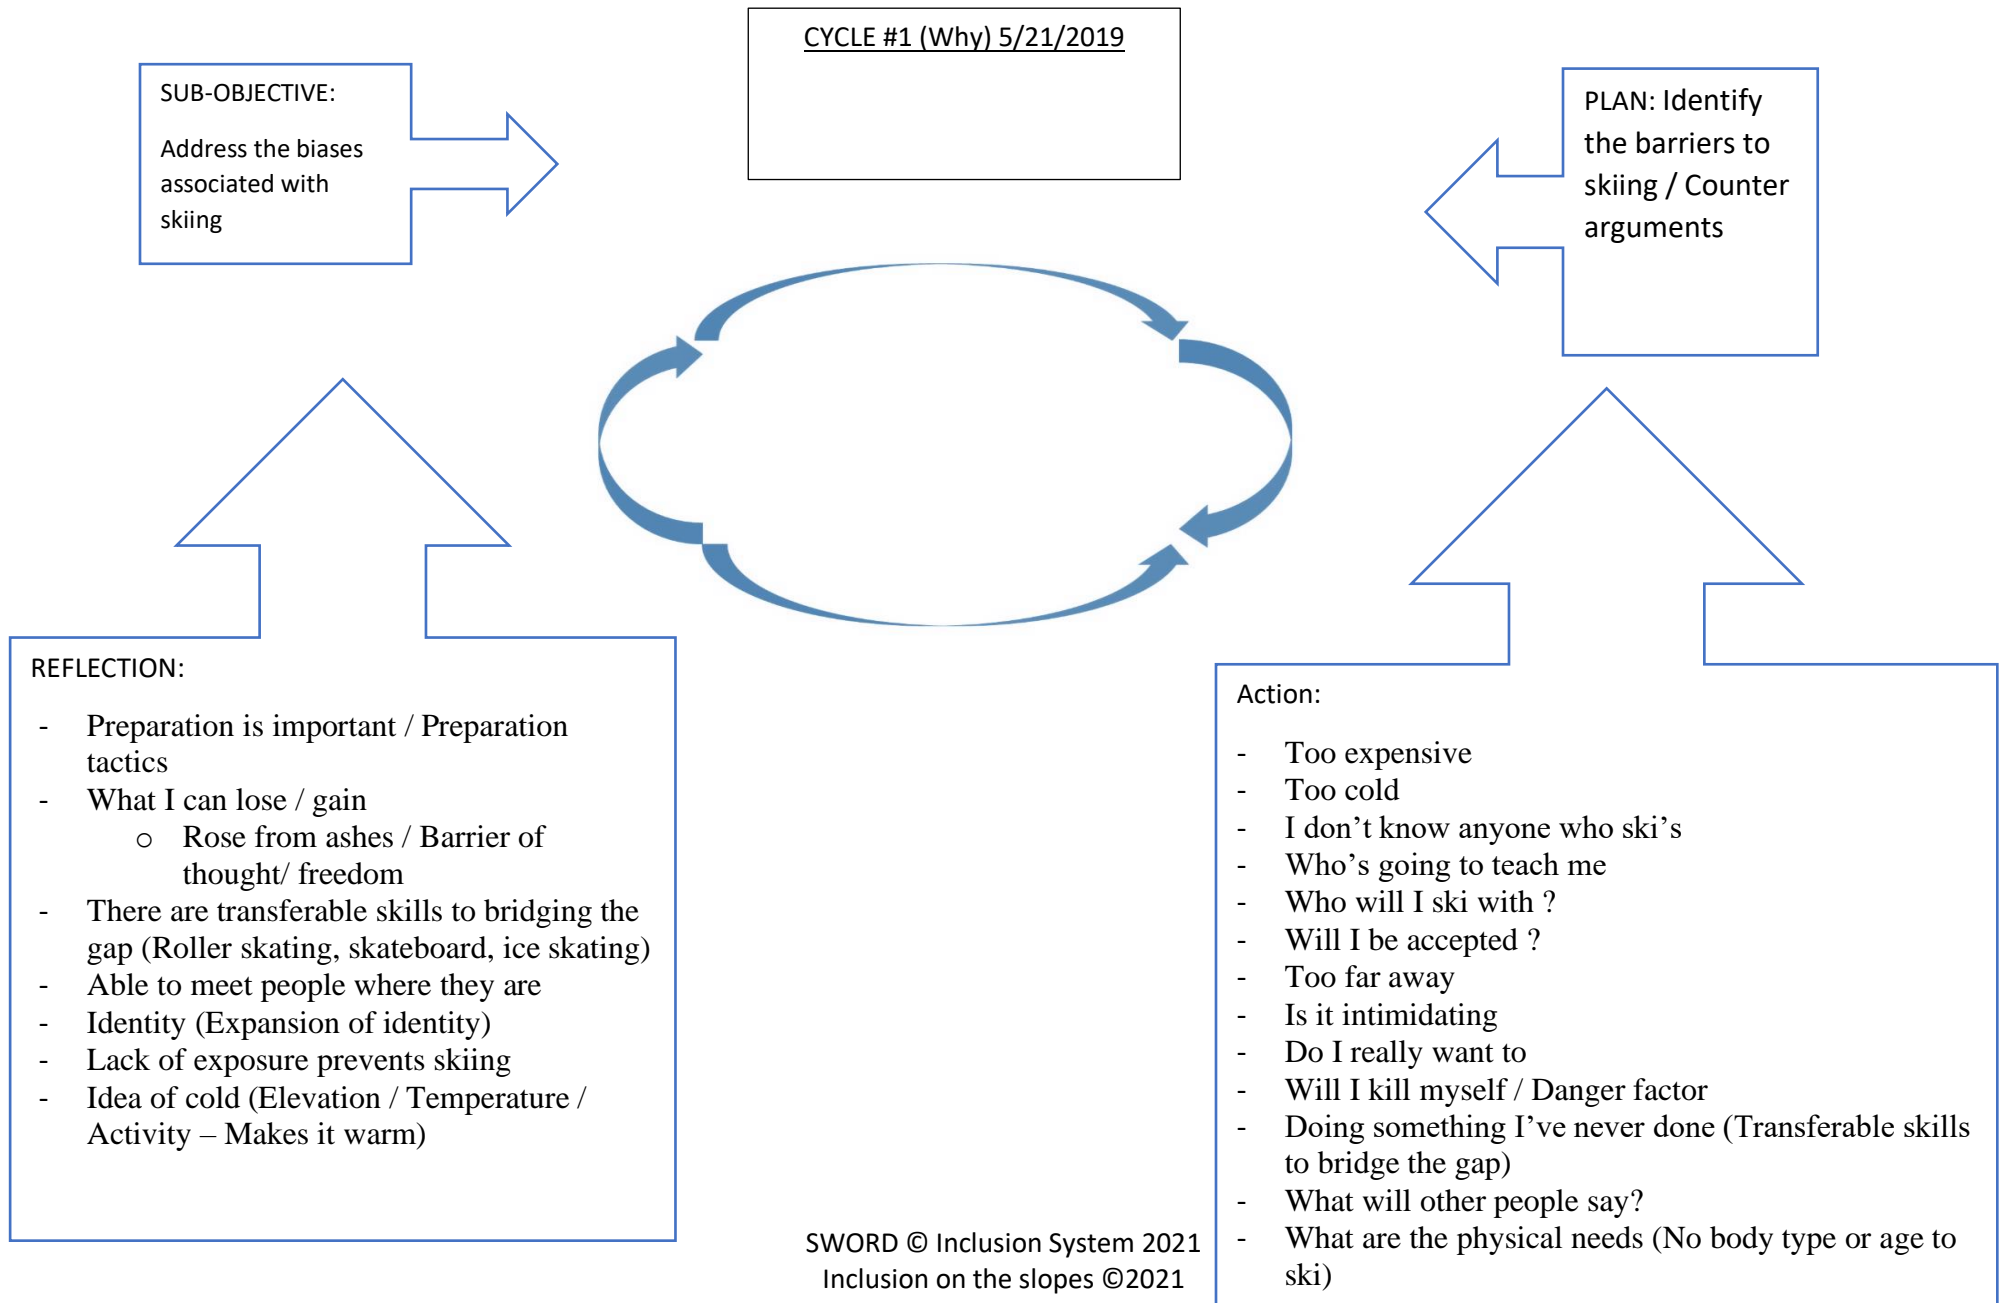 CYCLE #1 (Why) 5/21/2019
SUB-OBJECTIVE:
Address the biases
associated with
skiing
PLAN: Identify
the barriers to
skiing / Counter
arguments
REFLECTION:
- Preparation is important / Preparation
tactics
- What I can lose / gain
o Rose from ashes / Barrier of
thought/ freedom
- There are transferable skills to bridging the
gap (Roller skating, skateboard, ice skating)
- Able to meet people where they are
- Identity (Expansion of identity)
- Lack of exposure prevents skiing
- Idea of cold (Elevation / Temperature /
Activity – Makes it warm)
Action:
- Too expensive
- Too cold
- I don’t know anyone who ski’s
- Who’s going to teach me
- Who will I ski with ?
- Will I be accepted ?
- Too far away
- Is it intimidating
- Do I really want to
- Will I kill myself / Danger factor
- Doing something I’ve never done (Transferable skills
to bridge the gap)
- What will other people say?
- What are the physical needs (No body type or age to
ski)
SWORD © Inclusion System 2021
Inclusion on the slopes ©2021